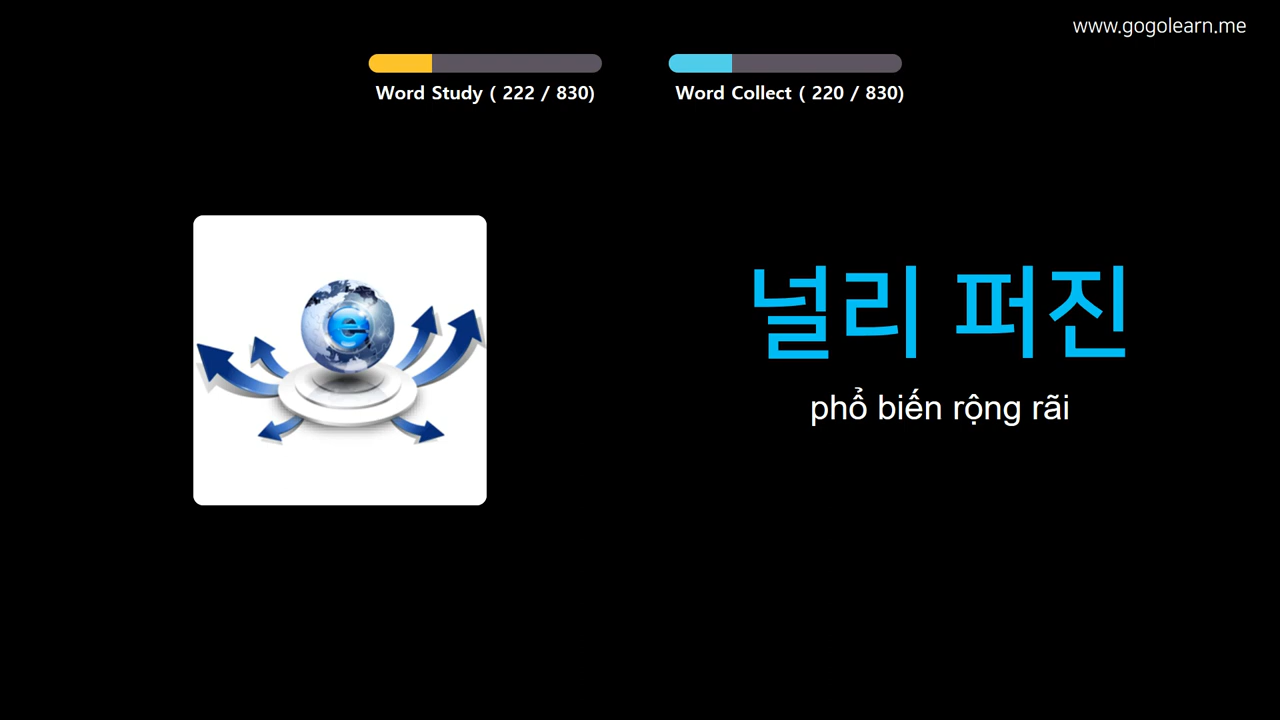 www.gogolearn.me
Word Study ( 222 / 830)
Word Collect ( 220 / 830)
e
널리 퍼진
phổ biến rộng rãi